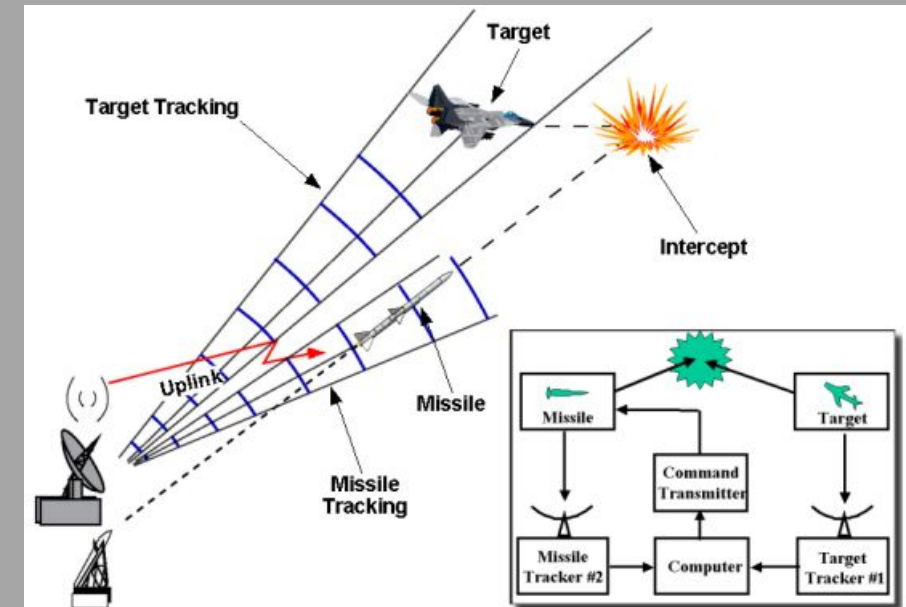 Target
Target Tracking
Intercept
Uplink
Missile
Missile
Tracking
Missile
Target
Command
Transmitter
Missile
Tracker #2
Computer
Target
Tracker #1